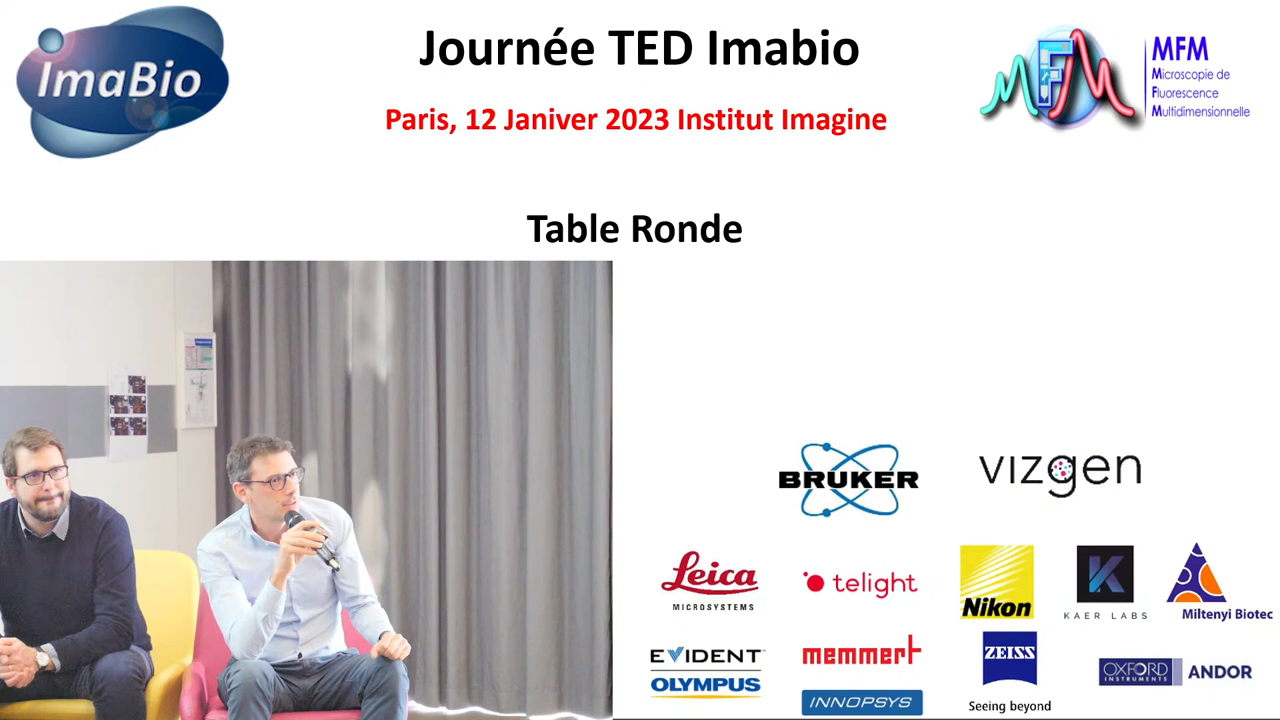 ImaBio
Journée TED Imabio
Paris, 12 Janiver 2023 Institut Imagine
MFM
Microscopie de
Fluorescence
Multidimensionnelle
Table Ronde
BRUKER
vizgen
Leica
MICROSYSTEMS
telight
Nikon
KAER LABS
Miltenyi Biotec
EVIDENT
OLYMPUS
memmert
INNOPSYS
ZEISS
Seeing beyond
OXFORD
INSTRUMENTS
ANDOR